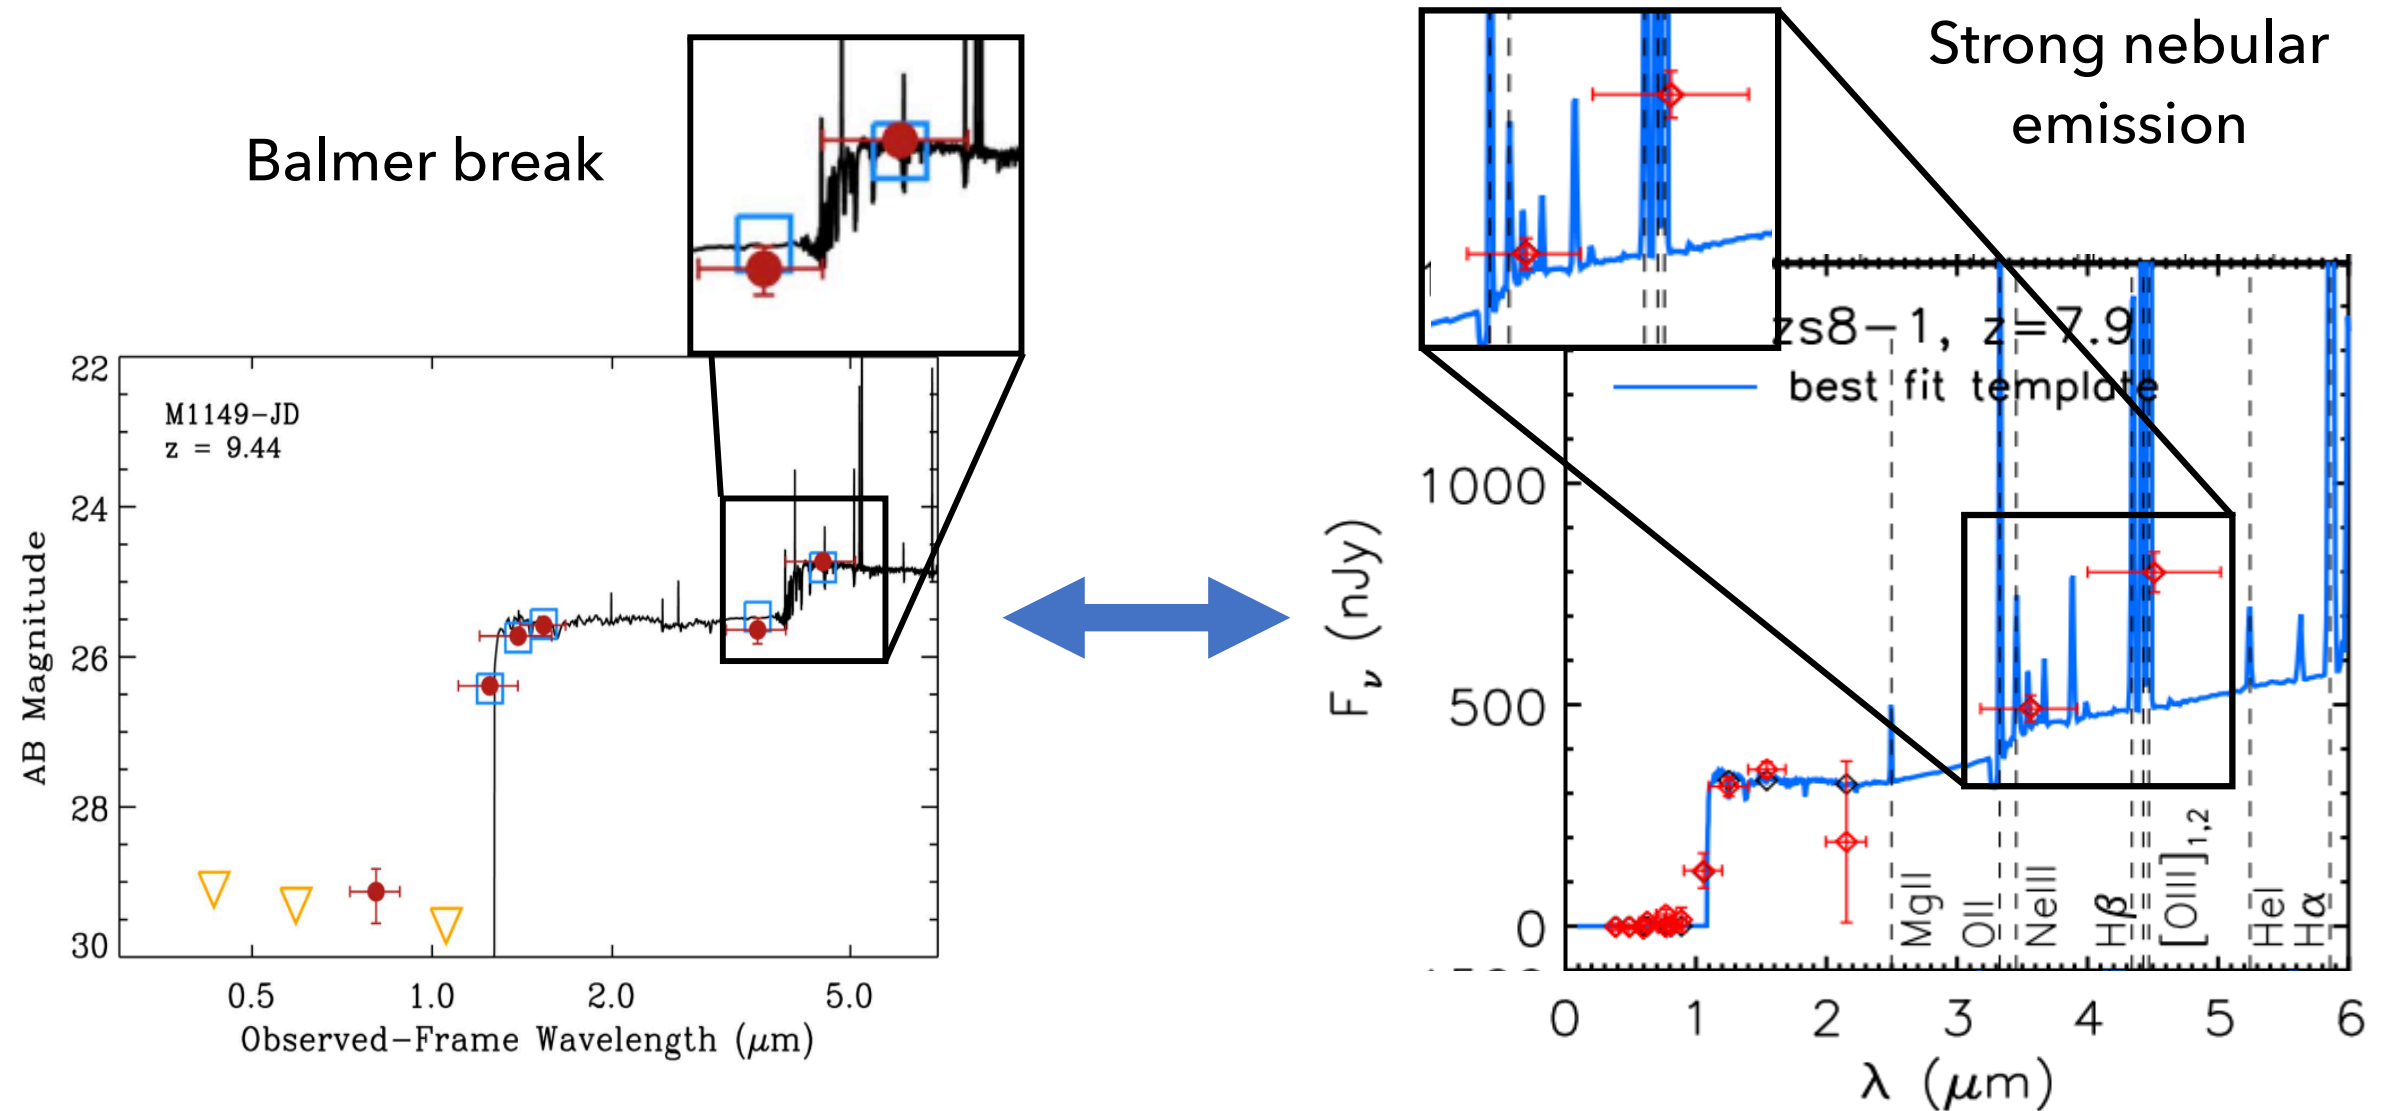 Balmer break
22
24
26
28
30
AB Magnitude
M1149-JD
z = 9.44
0.5 1.0 2.0 5.0
Observed-Frame Wavelength (μm)
Strong nebular
emission
zs8-1, z=7.9
best fit template
1000
500
0
Fν (nJy)
MgII
OII
NeIII
Hβ
[OIII]1,2
HeI
Hα
0 1 2 3 4 5 6
λ (μm)